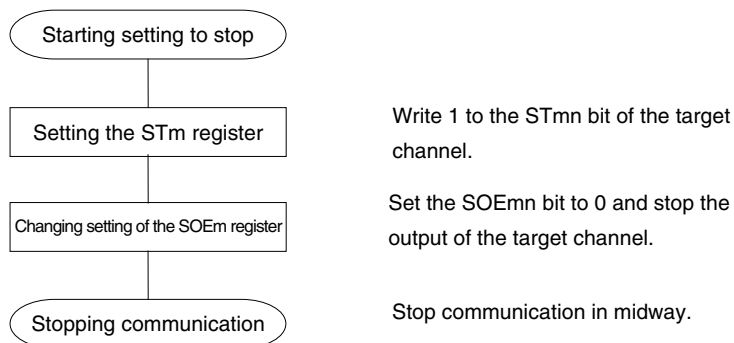 Starting setting to stop
Setting the STm register
Write 1 to the STmn bit of the target
channel.
Changing setting of the SOEm register
Set the SOEmn bit to 0 and stop the
output of the target channel.
Stopping communication
Stop communication in midway.